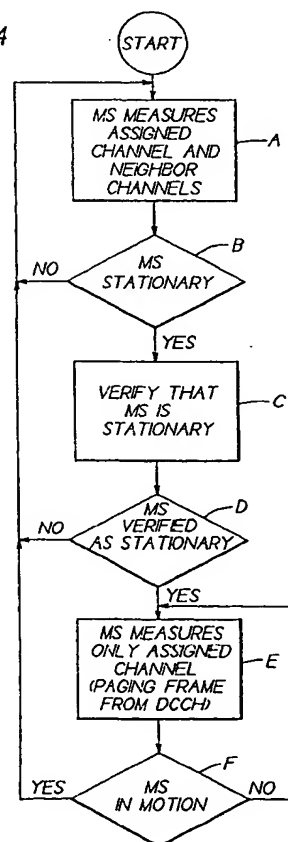 4
START
MS MEASURES
ASSIGNED
CHANNEL AND
NEIGHBOR
CHANNELS
A
B
MS
STATIONARY
NO
YES
VERIFY THAT
MS IS
STATIONARY
C
D
MS
VERIFIED
AS STATIONARY
NO
YES
MS MEASURES
ONLY ASSIGNED
CHANNEL
(PAGING FRAME
FROM DCCH)
E
F
MS
IN MOTION
YES
NO